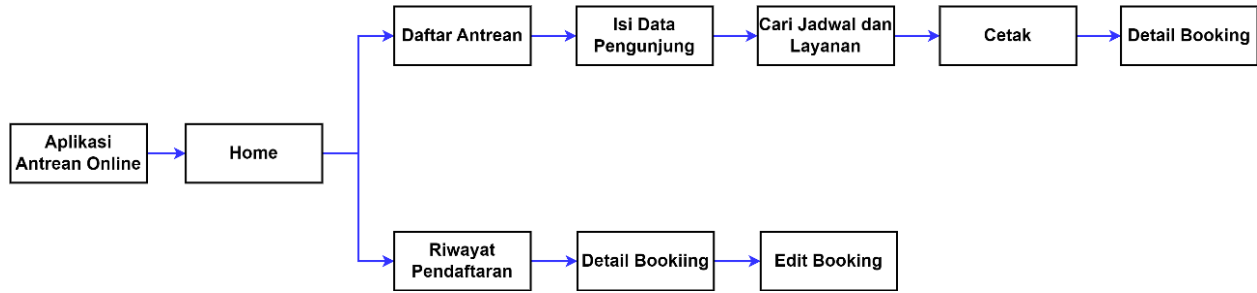 Daftar Antrean
Isi Data
Pengunjung
Cari Jadwal dan
Layanan
Cetak
Detail Booking
Aplikasi
Antrean Online
Home
Riwayat
Pendaftaran
Detail Bookiing
Edit Booking